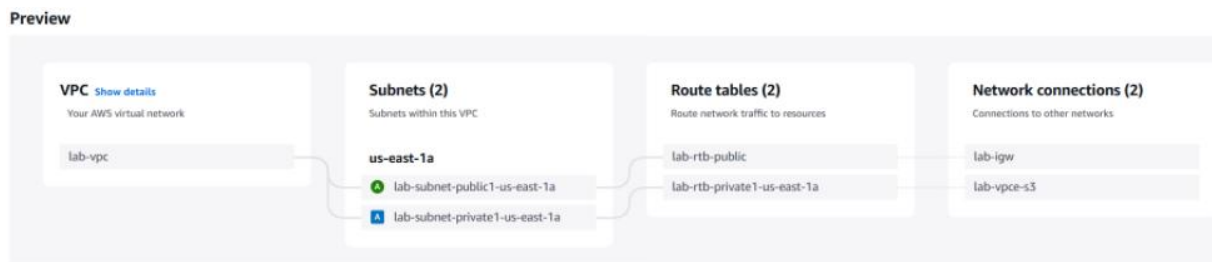 Preview
VPC Show details
Your AWS virtual network
lab-vpc
Subnets (2)
Subnets within this VPC
us-east-1a
A lab-subnet-public1-us-east-1a
A lab-subnet-private1-us-east-1a
Route tables (2)
Route network traffic to resources
lab-rtb-public
lab-rtb-private1-us-east-1a
Network connections (2)
Connections to other networks
lab-igw
lab-vpce-s3